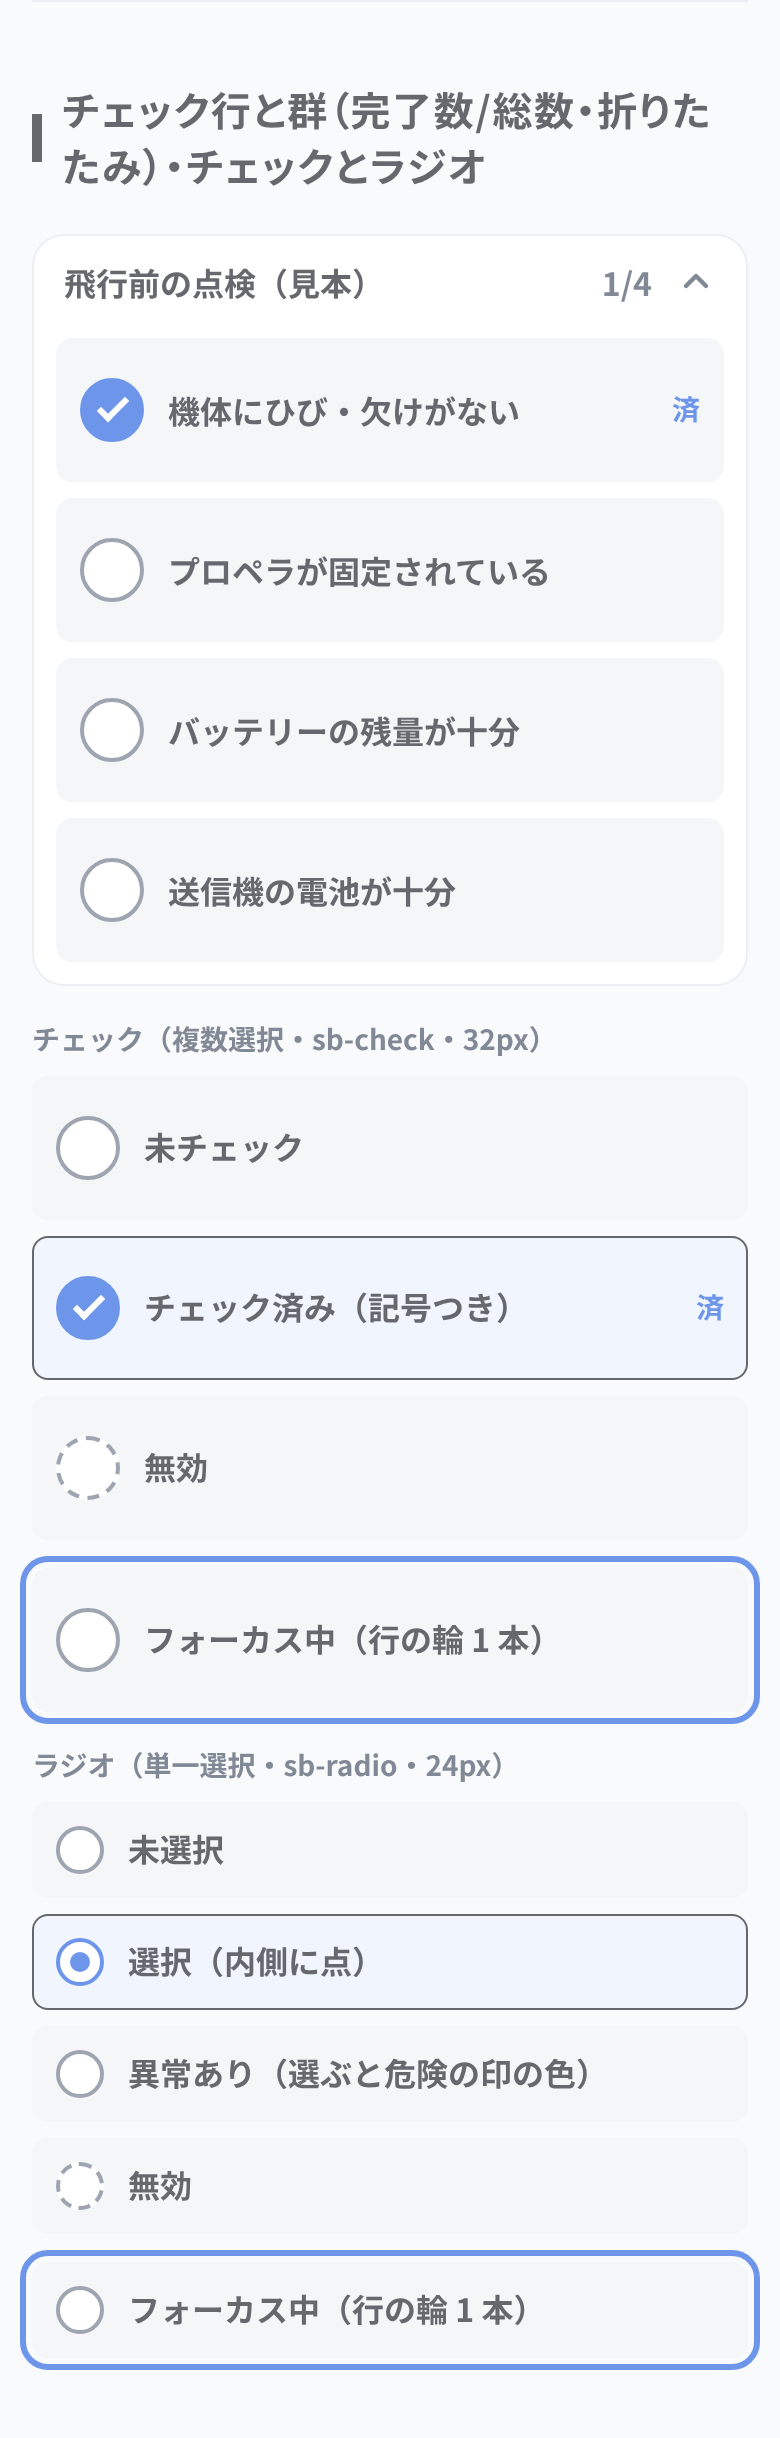 チェック行と群（完了数/総数・折りた
たみ）・チェックとラジオ
飛行前の点検（見本） 1/4
機体にひび・欠けがない 済
プロペラが固定されている
バッテリーの残量が十分
送信機の電池が十分
チェック（複数選択・sb-check・32px）
未チェック
チェック済み（記号つき） 済
無効
フォーカス中（行の輪 1 本）
ラジオ（単一選択・sb-radio・24px）
未選択
選択（内側に点）
異常あり（選ぶと危険の印の色）
無効
フォーカス中（行の輪 1 本）